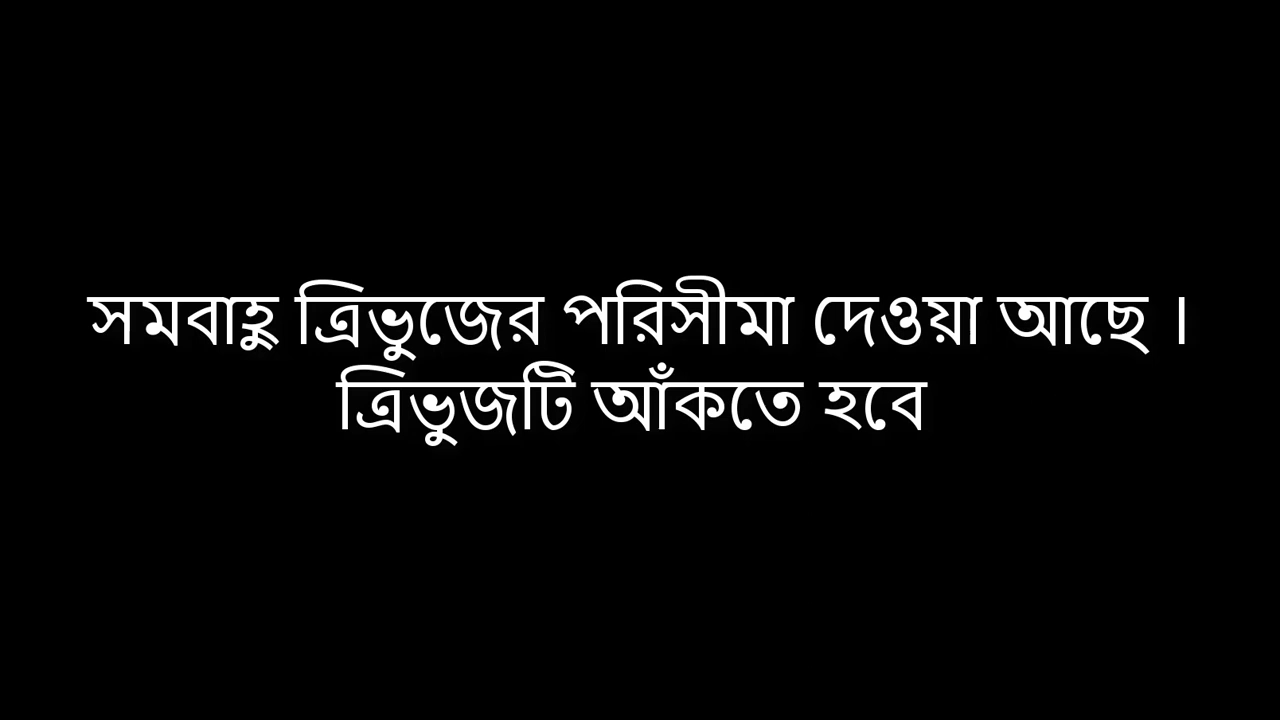 সমবাহু ত্রিভুজের পরিসীমা দেওয়া আছে ।
ত্রিভুজটি আঁকতে হবে